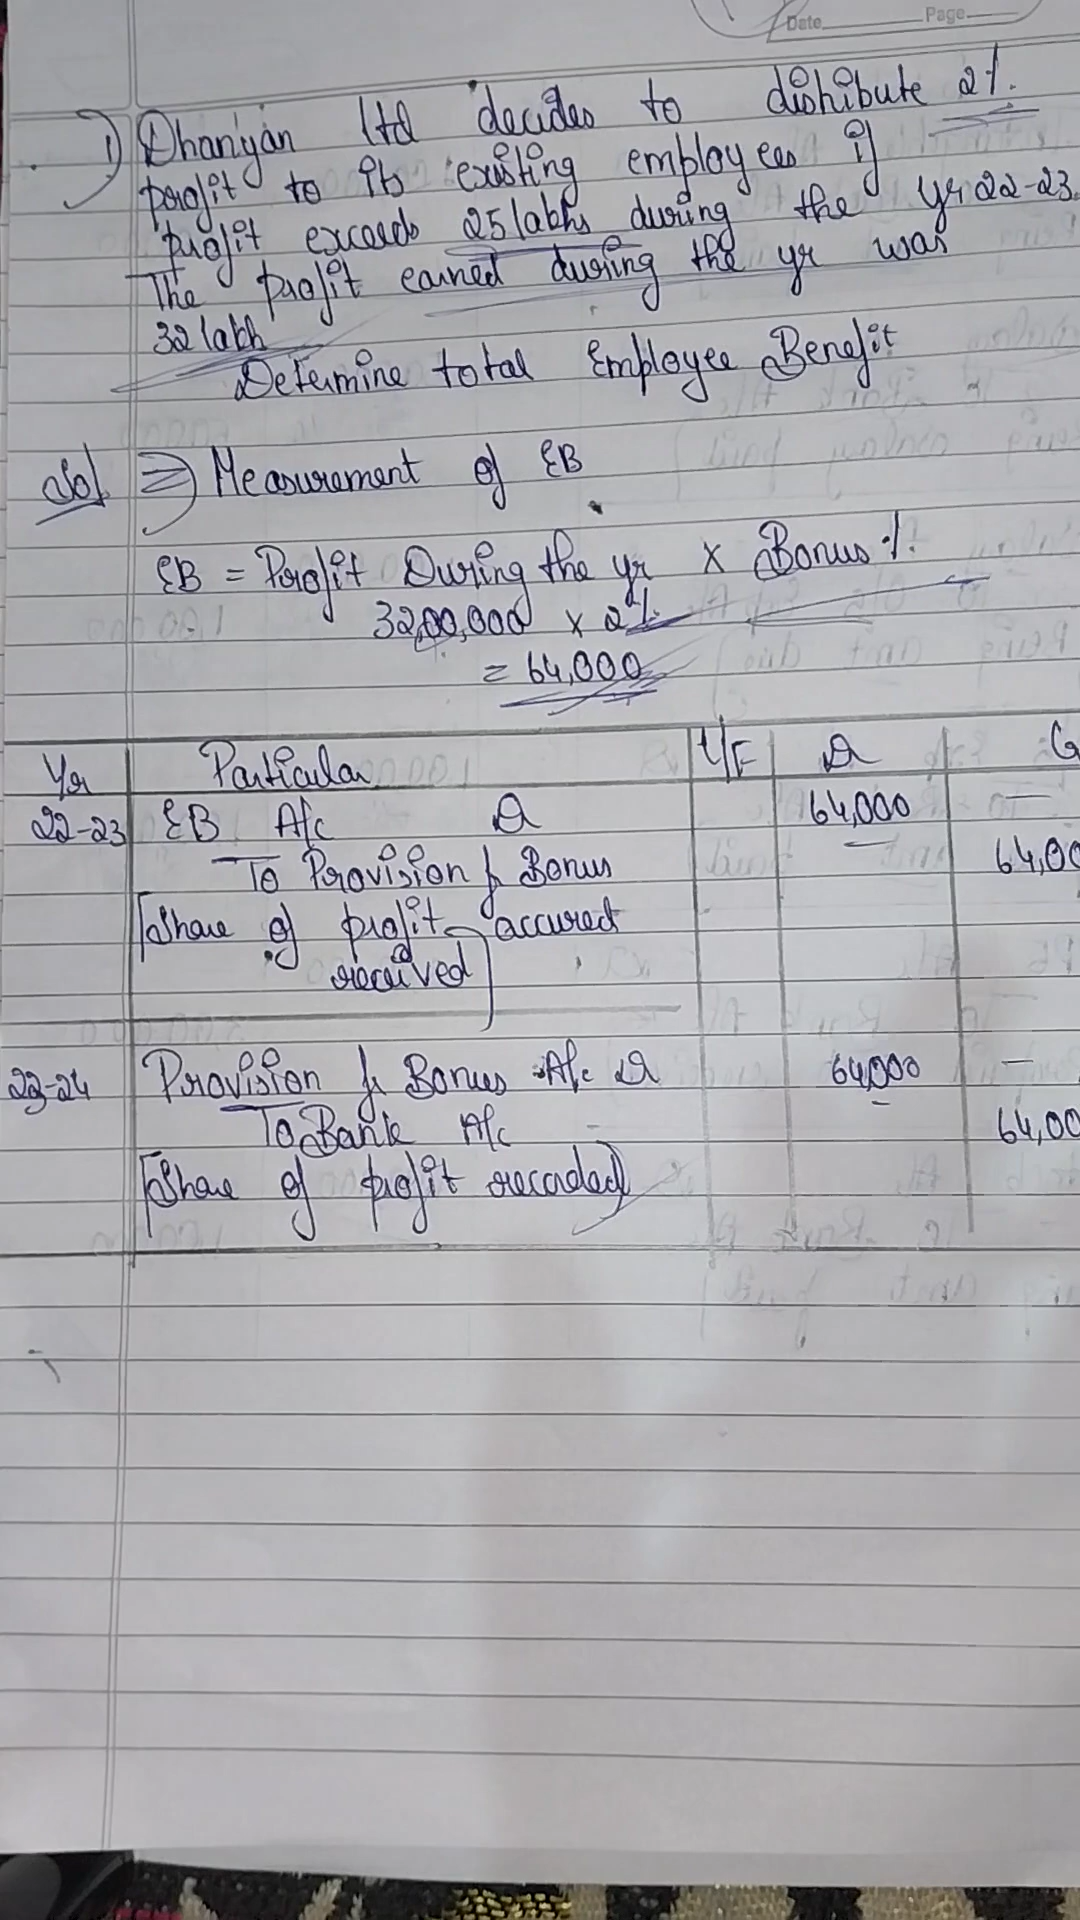 Date Page
1) Dhanyan ltd decides to distribute 2%
profit to its existing employees if
profit exceeds 25 lakhs during the yr 22-23.
The profit earned during the yr was
32 lakh
Determine total Employee Benefit
Sol ⇒ Measurement of EB
EB = Profit During the yr × Bonus %.
32,00,000 × 2%
= 64,000
Yr Particular L/F Dr Cr
22-23 EB A/c Dr 64,000 —
To Provision fr Bonus 64,00
[Share of profit accured
received]
23-24 Provision fr Bonus A/c Dr 64,000 —
To Bank A/c 64,00
[Share of profit recorded]